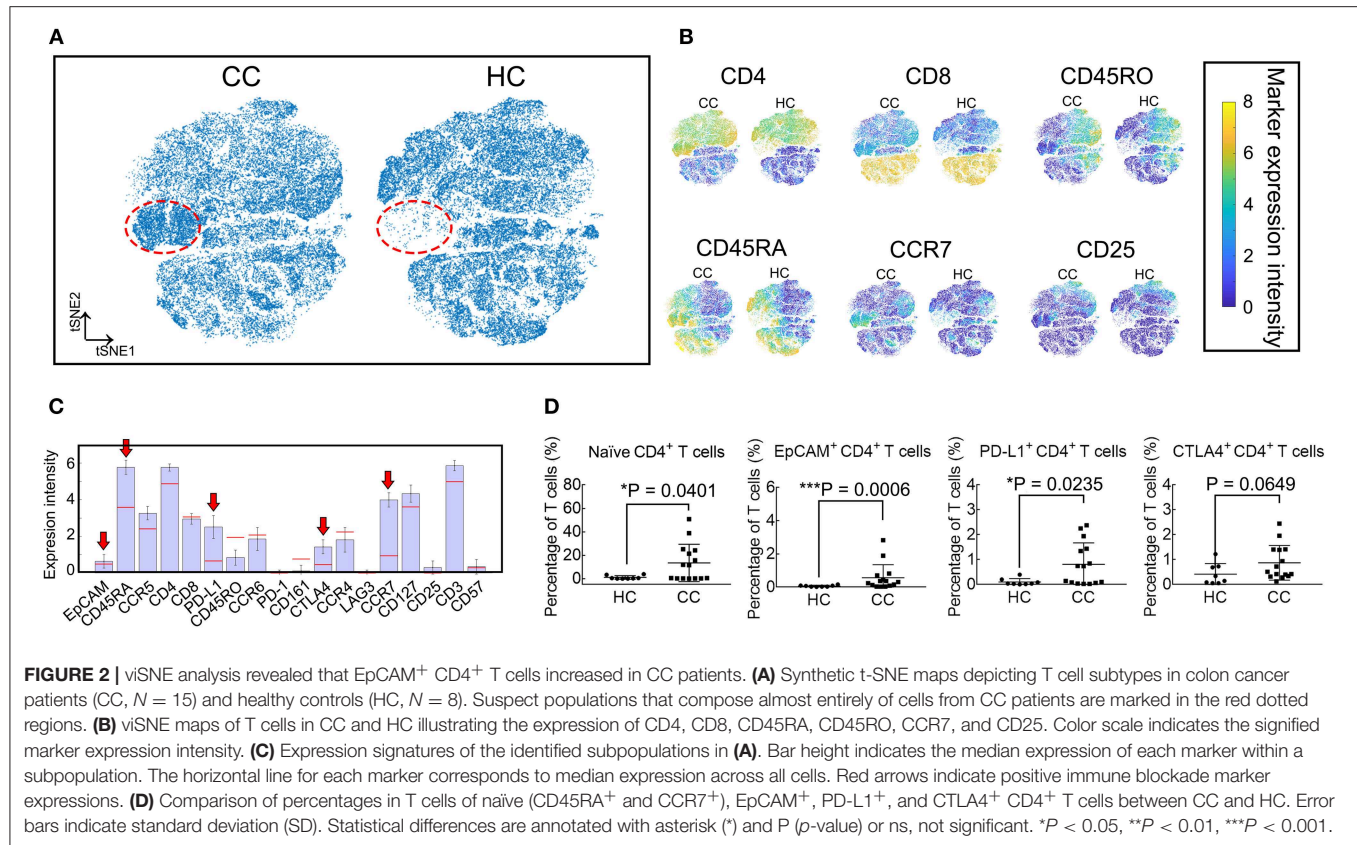 A
CC
HC
tSNE2
tSNE1
B
CD4
CD8
CD45RO
CC
HC
CC
HC
CC
HC
CD45RA
CCR7
CD25
CC
HC
CC
HC
CC
HC
8
6
4
2
0
Marker expression intensity
C
Expression intensity
6
4
2
0
EpCAM
CD45RA
CCR5
CD4
CD8
PD-L1
CD45RO
CCR6
PD-1
CD161
CTLA4
CCR4
LAG3
CCR7
CD127
CD25
CD3
CD57
D
Percentage of T cells (%)
Naïve CD4+ T cells
*P = 0.0401
80
60
40
20
10
0
HC
CC
Percentage of T cells (%)
EpCAM+ CD4+ T cells
***P = 0.0006
6
4
2
0
HC
CC
Percentage of T cells (%)
PD-L1+ CD4+ T cells
*P = 0.0235
4
3
2
1
0
HC
CC
Percentage of T cells (%)
CTLA4+ CD4+ T cells
P = 0.0649
4
3
2
1
0
HC
CC
FIGURE 2 | viSNE analysis revealed that EpCAM+ CD4+ T cells increased in CC patients. (A) Synthetic t-SNE maps depicting T cell subtypes in colon cancer
patients (CC, N = 15) and healthy controls (HC, N = 8). Suspect populations that compose almost entirely of cells from CC patients are marked in the red dotted
regions. (B) viSNE maps of T cells in CC and HC illustrating the expression of CD4, CD8, CD45RA, CD45RO, CCR7, and CD25. Color scale indicates the signified
marker expression intensity. (C) Expression signatures of the identified subpopulations in (A). Bar height indicates the median expression of each marker within a
subpopulation. The horizontal line for each marker corresponds to median expression across all cells. Red arrows indicate positive immune blockade marker
expressions. (D) Comparison of percentages in T cells of naïve (CD45RA+ and CCR7+), EpCAM+, PD-L1+, and CTLA4+ CD4+ T cells between CC and HC. Error
bars indicate standard deviation (SD). Statistical differences are annotated with asterisk (*) and P (p-value) or ns, not significant. *P < 0.05, **P < 0.01, ***P < 0.001.